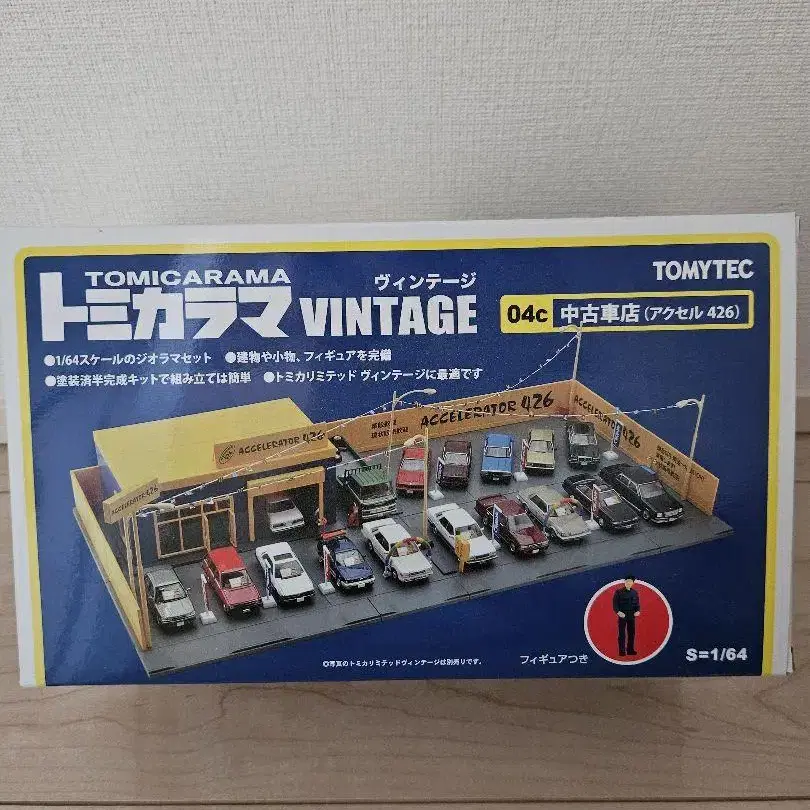 TOMICARAMA
トミカラマ VINTAGE
ヴィンテージ
TOMYTEC
04c 中古車店(アクセル 426)
●1/64スケールのジオラマセット ●建物や小物、フィギュアを完備
●塗装済半完成キットで組み立ては簡単 ●トミカリミテッド ヴィンテージに最適です
ACCELERATOR 426
ACCELERATOR 426
ACCELERATOR 426
ACCELERATOR 426
フィギュアつき
S=1/64
◎写真のトミカリミテッドヴィンテージは別売りです。